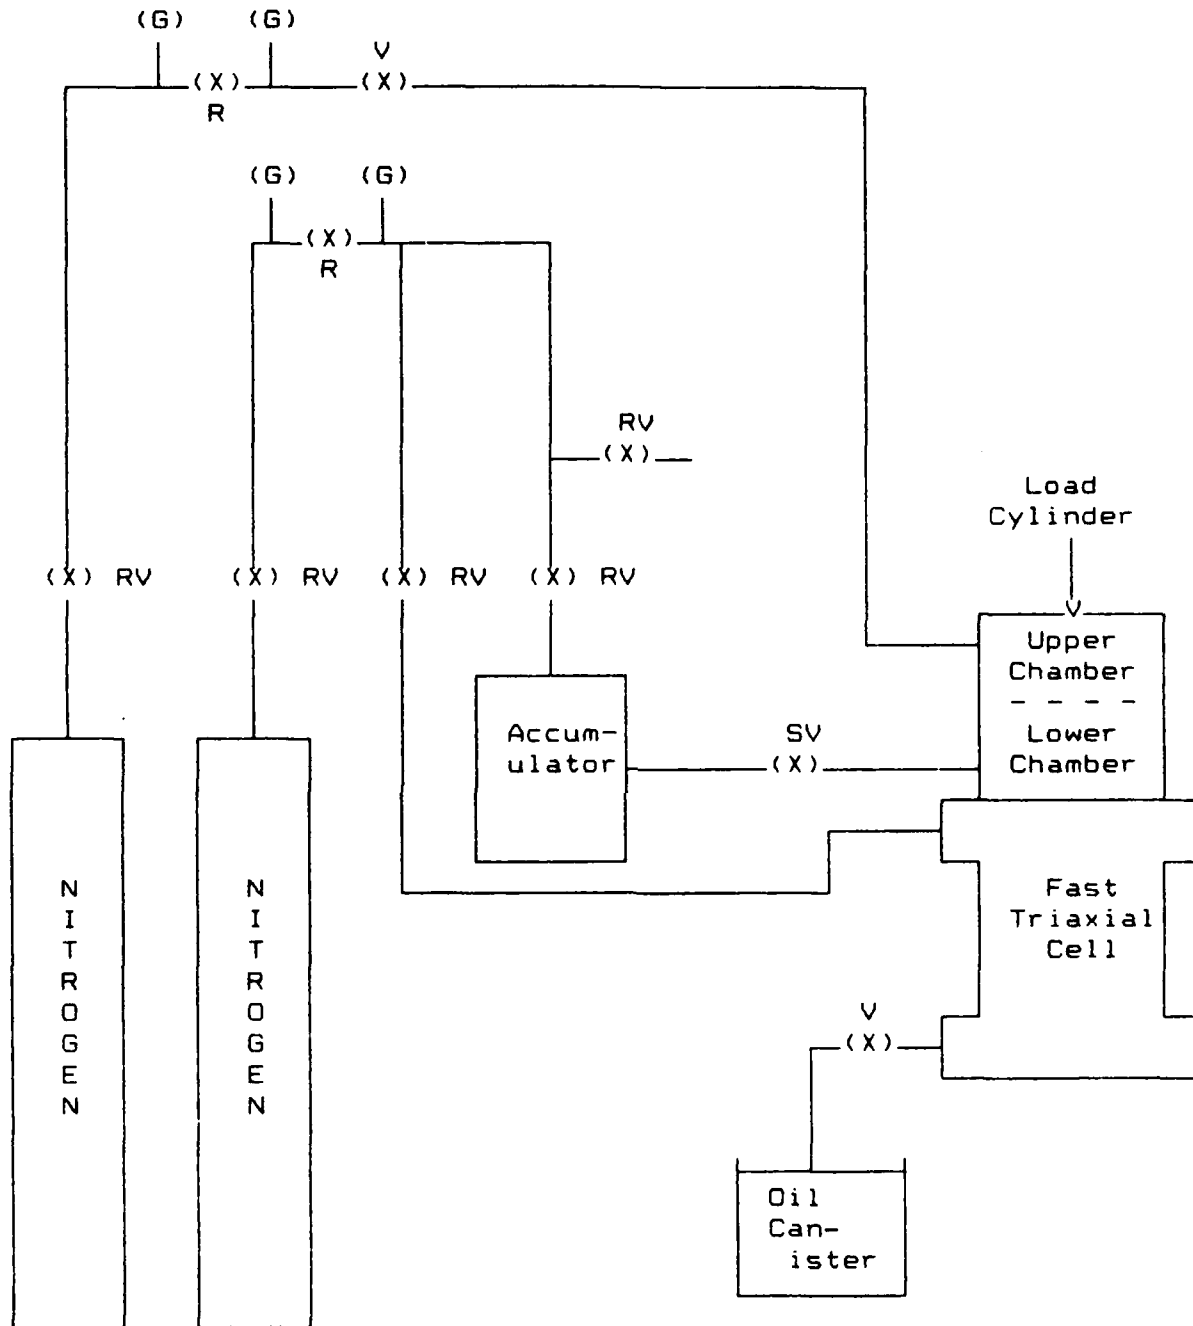 (G) (G)
V
(X) (X)
R
(G) (G)
(X)
R
RV
(X)
Load
Cylinder
(X) RV (X) RV (X) RV (X) RV
V
Upper
Chamber
Lower
Chamber
Accum-
ulator
SV
(X)
NITROGEN
NITROGEN
Fast
Triaxial
Cell
V
(X)
Oil
Can-
ister